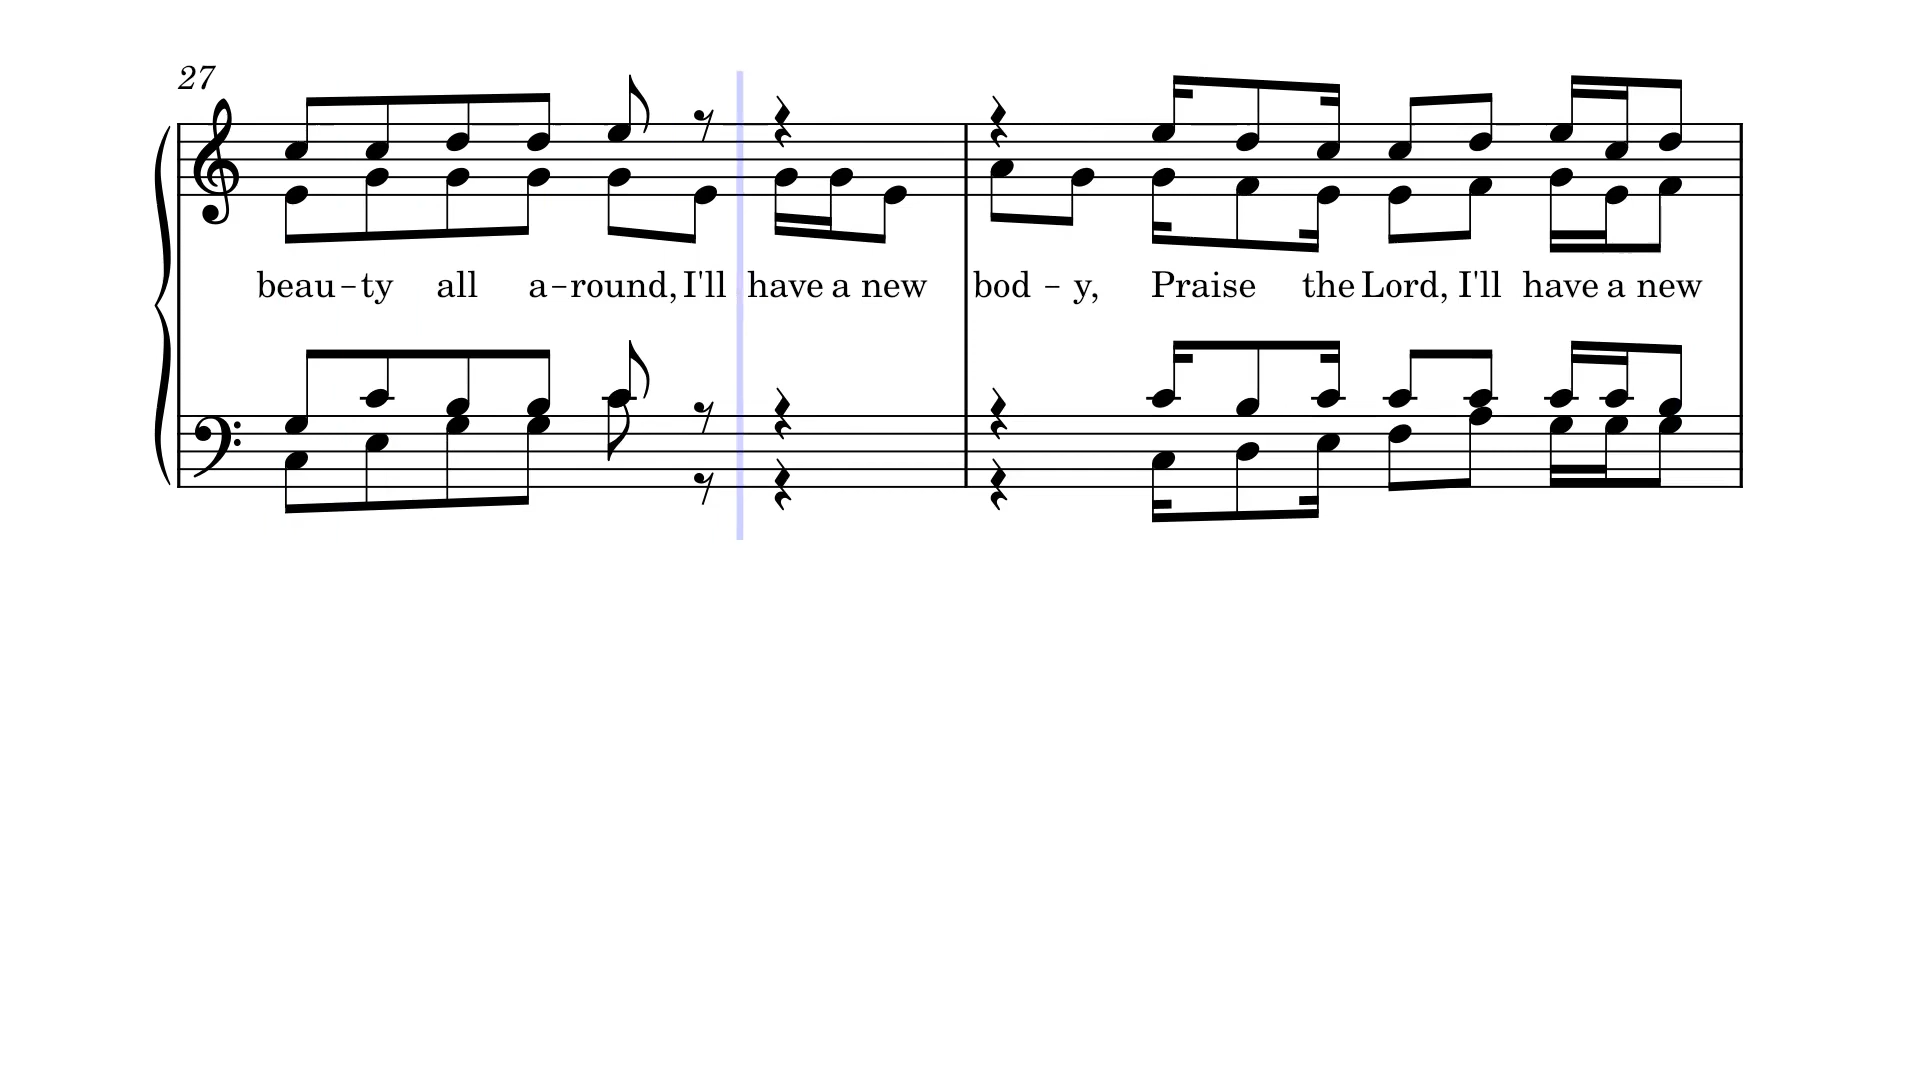 27
beau-ty all a-round, I'll have a new bod - y, Praise the Lord, I'll have a new